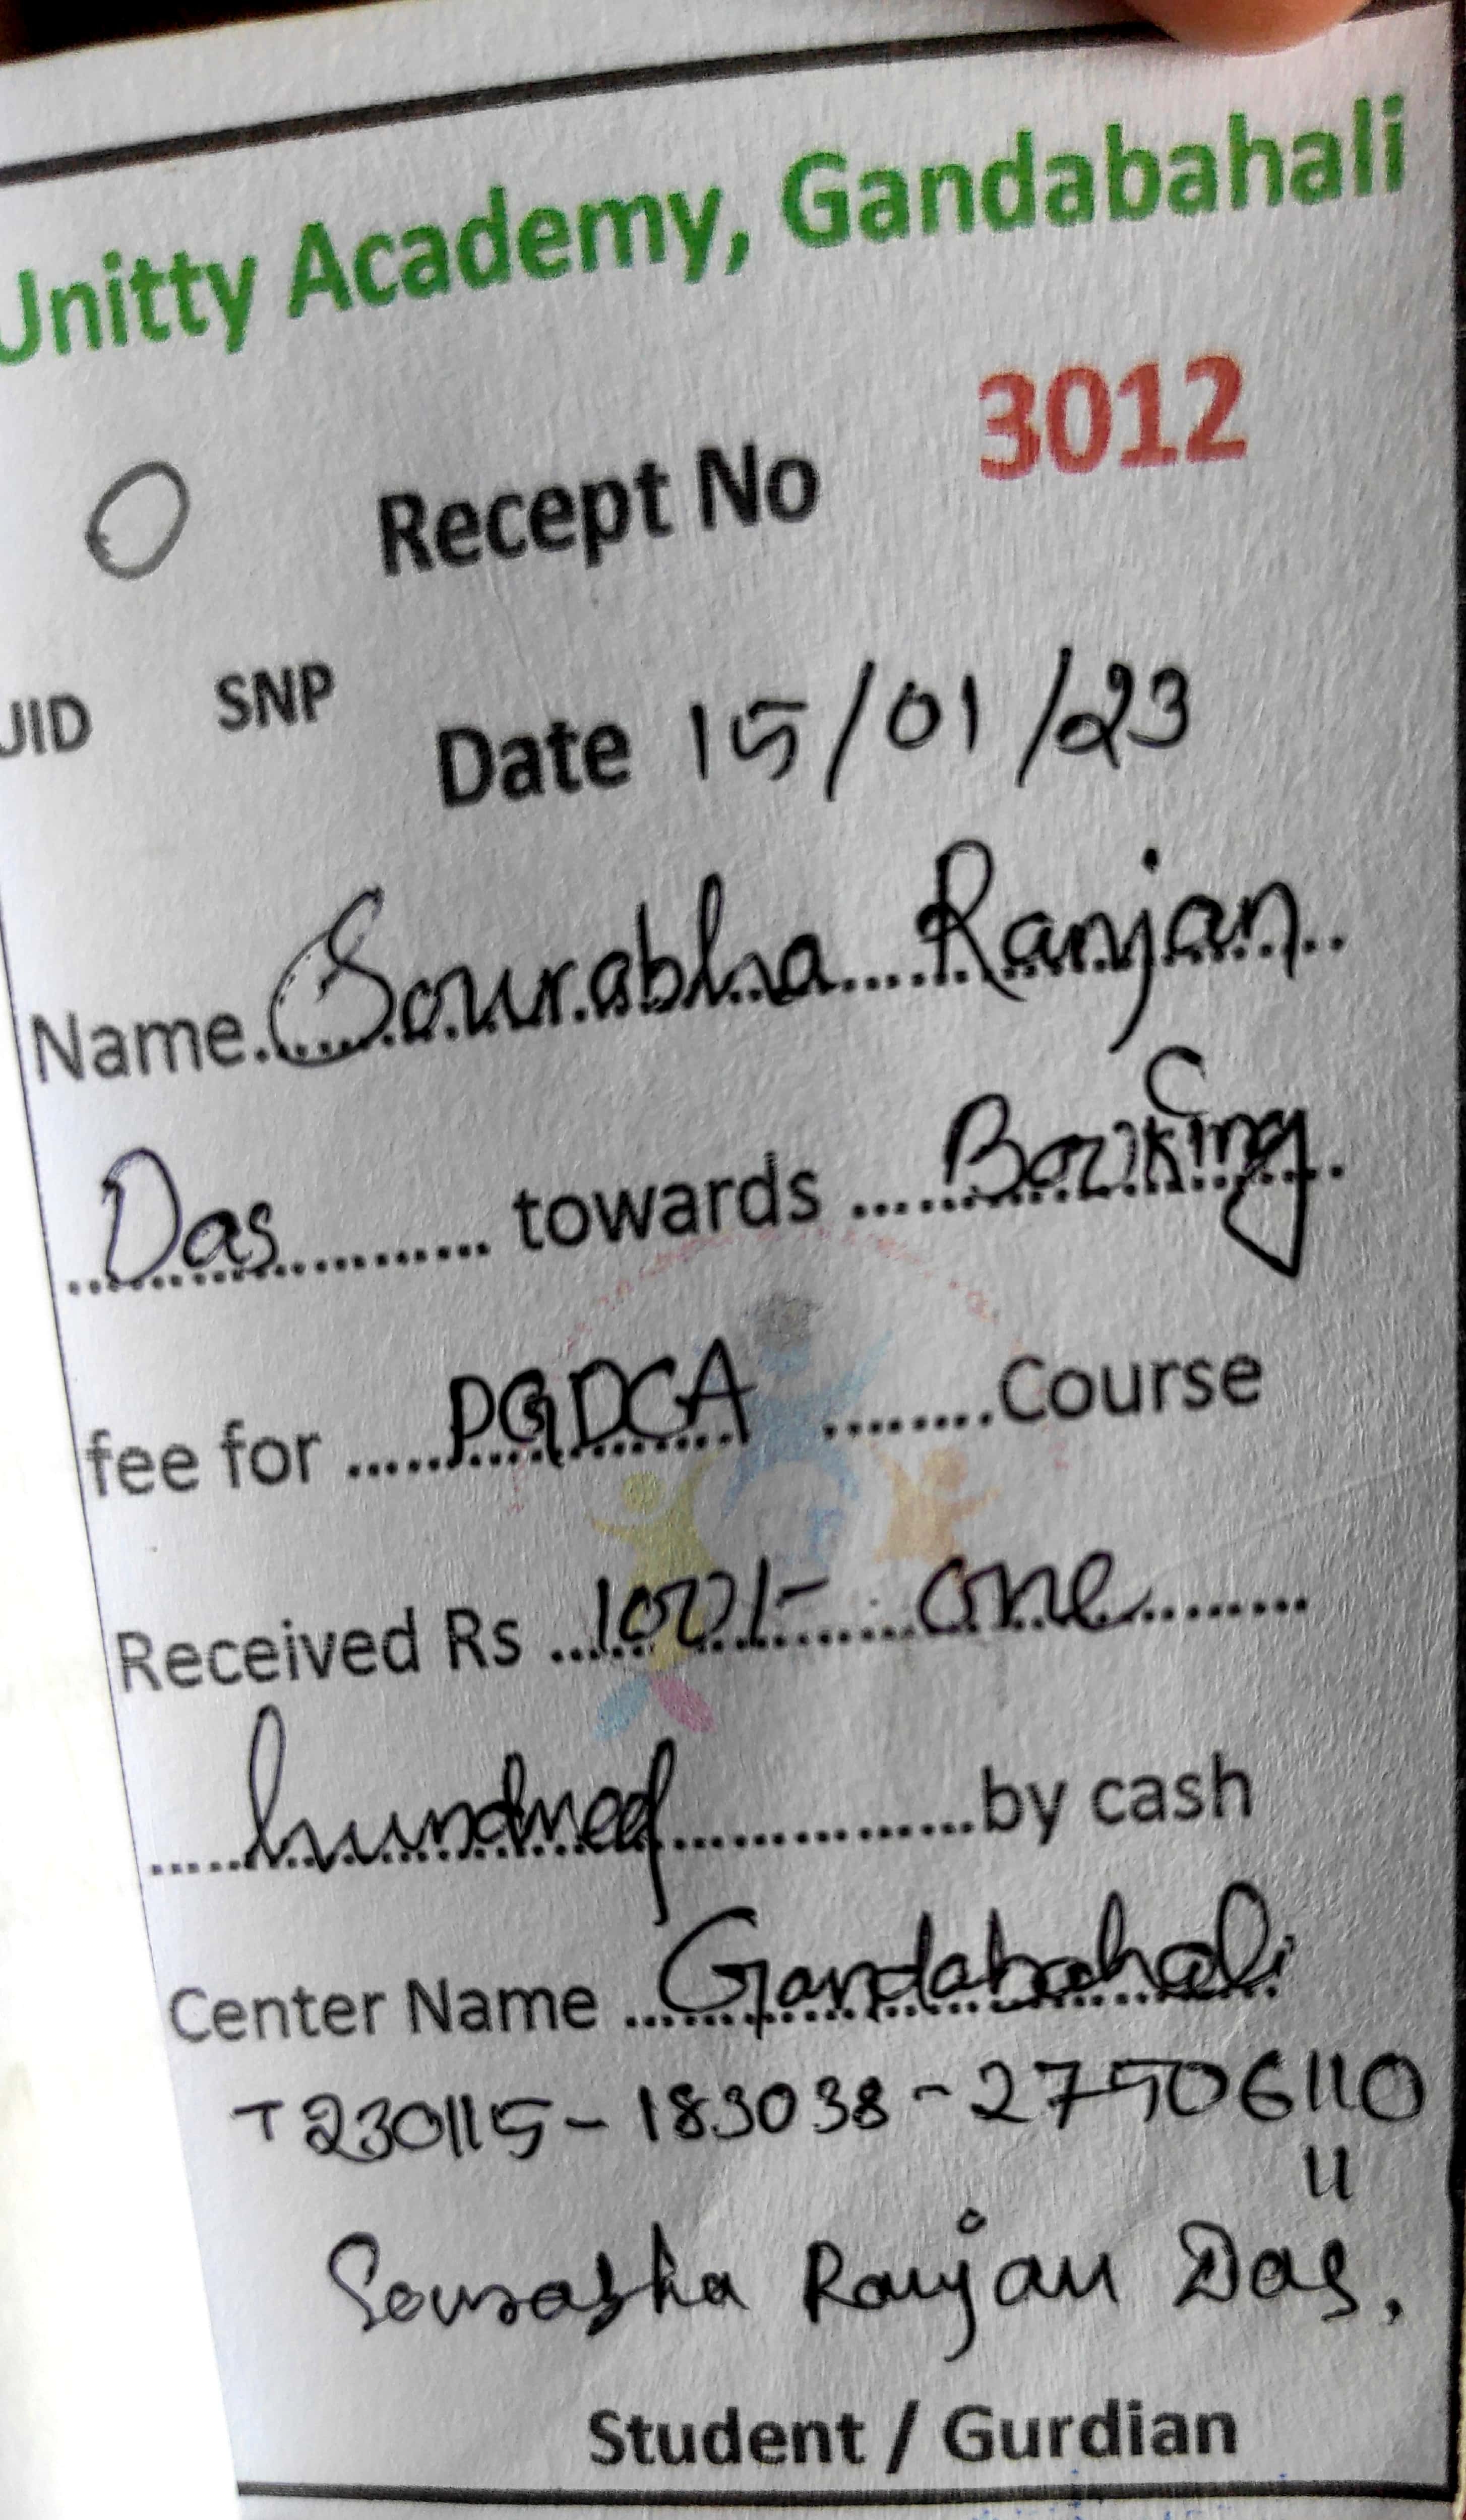 Unitty Academy, Gandabahali
Recept No 3012
UID SNP
Date 15/01/23
Name Sourabha Ranjan
Das towards Booking
fee for PGDCA Course
Received Rs 100/- one
hundred by cash
Center Name Gandabahali
T230115-183038-27506110
11
Sourabha Ranjan Das,
Student / Gurdian